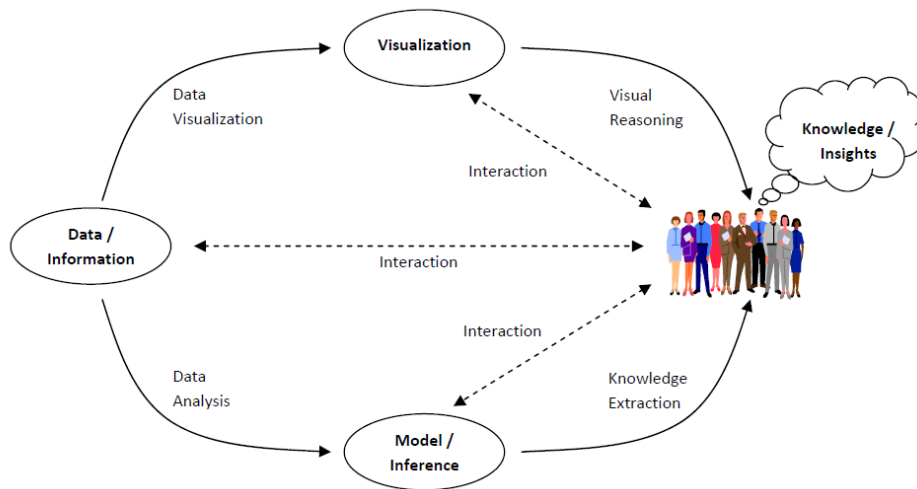 Visualization
Data
Visualization
Visual
Reasoning
Knowledge /
Insights
Interaction
Data /
Information
Interaction
Interaction
Data
Analysis
Knowledge
Extraction
Model /
Inference